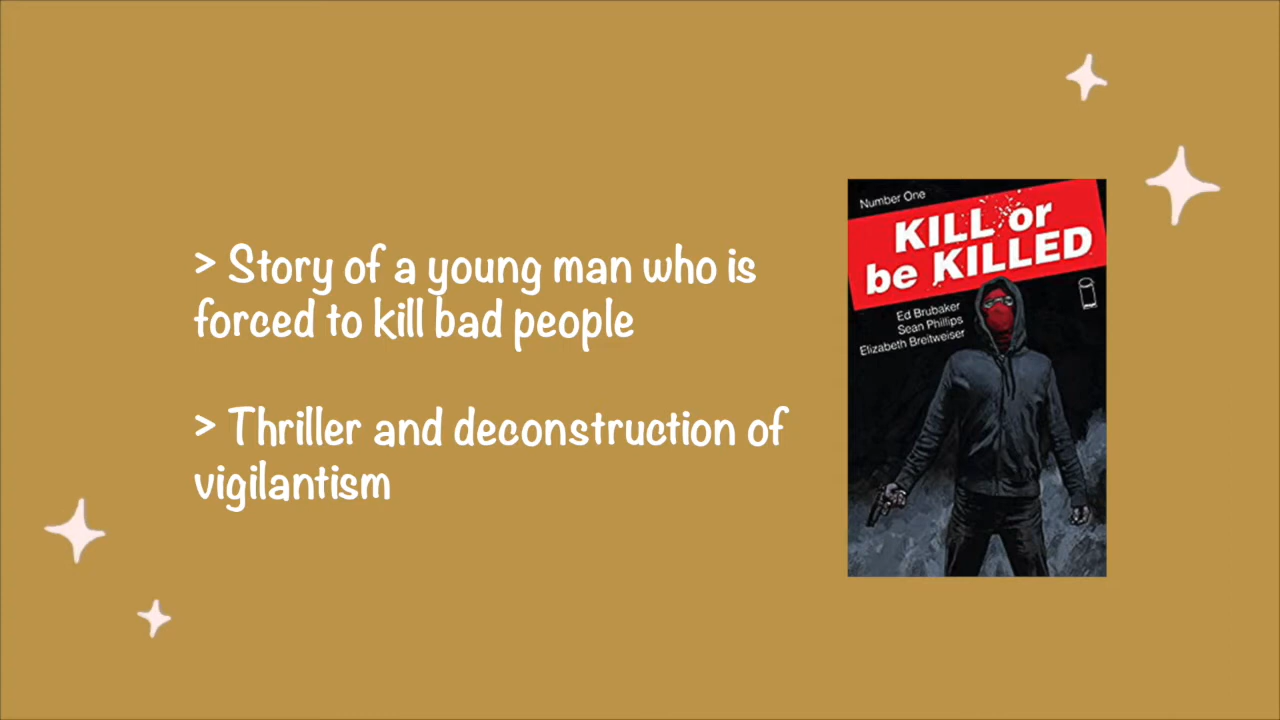 > Story of a young man who is
forced to kill bad people
> Thriller and deconstruction of
vigilantism
Number One
KILL or
be KILLED
Ed Brubaker
Sean Phillips
Elizabeth Breitweiser